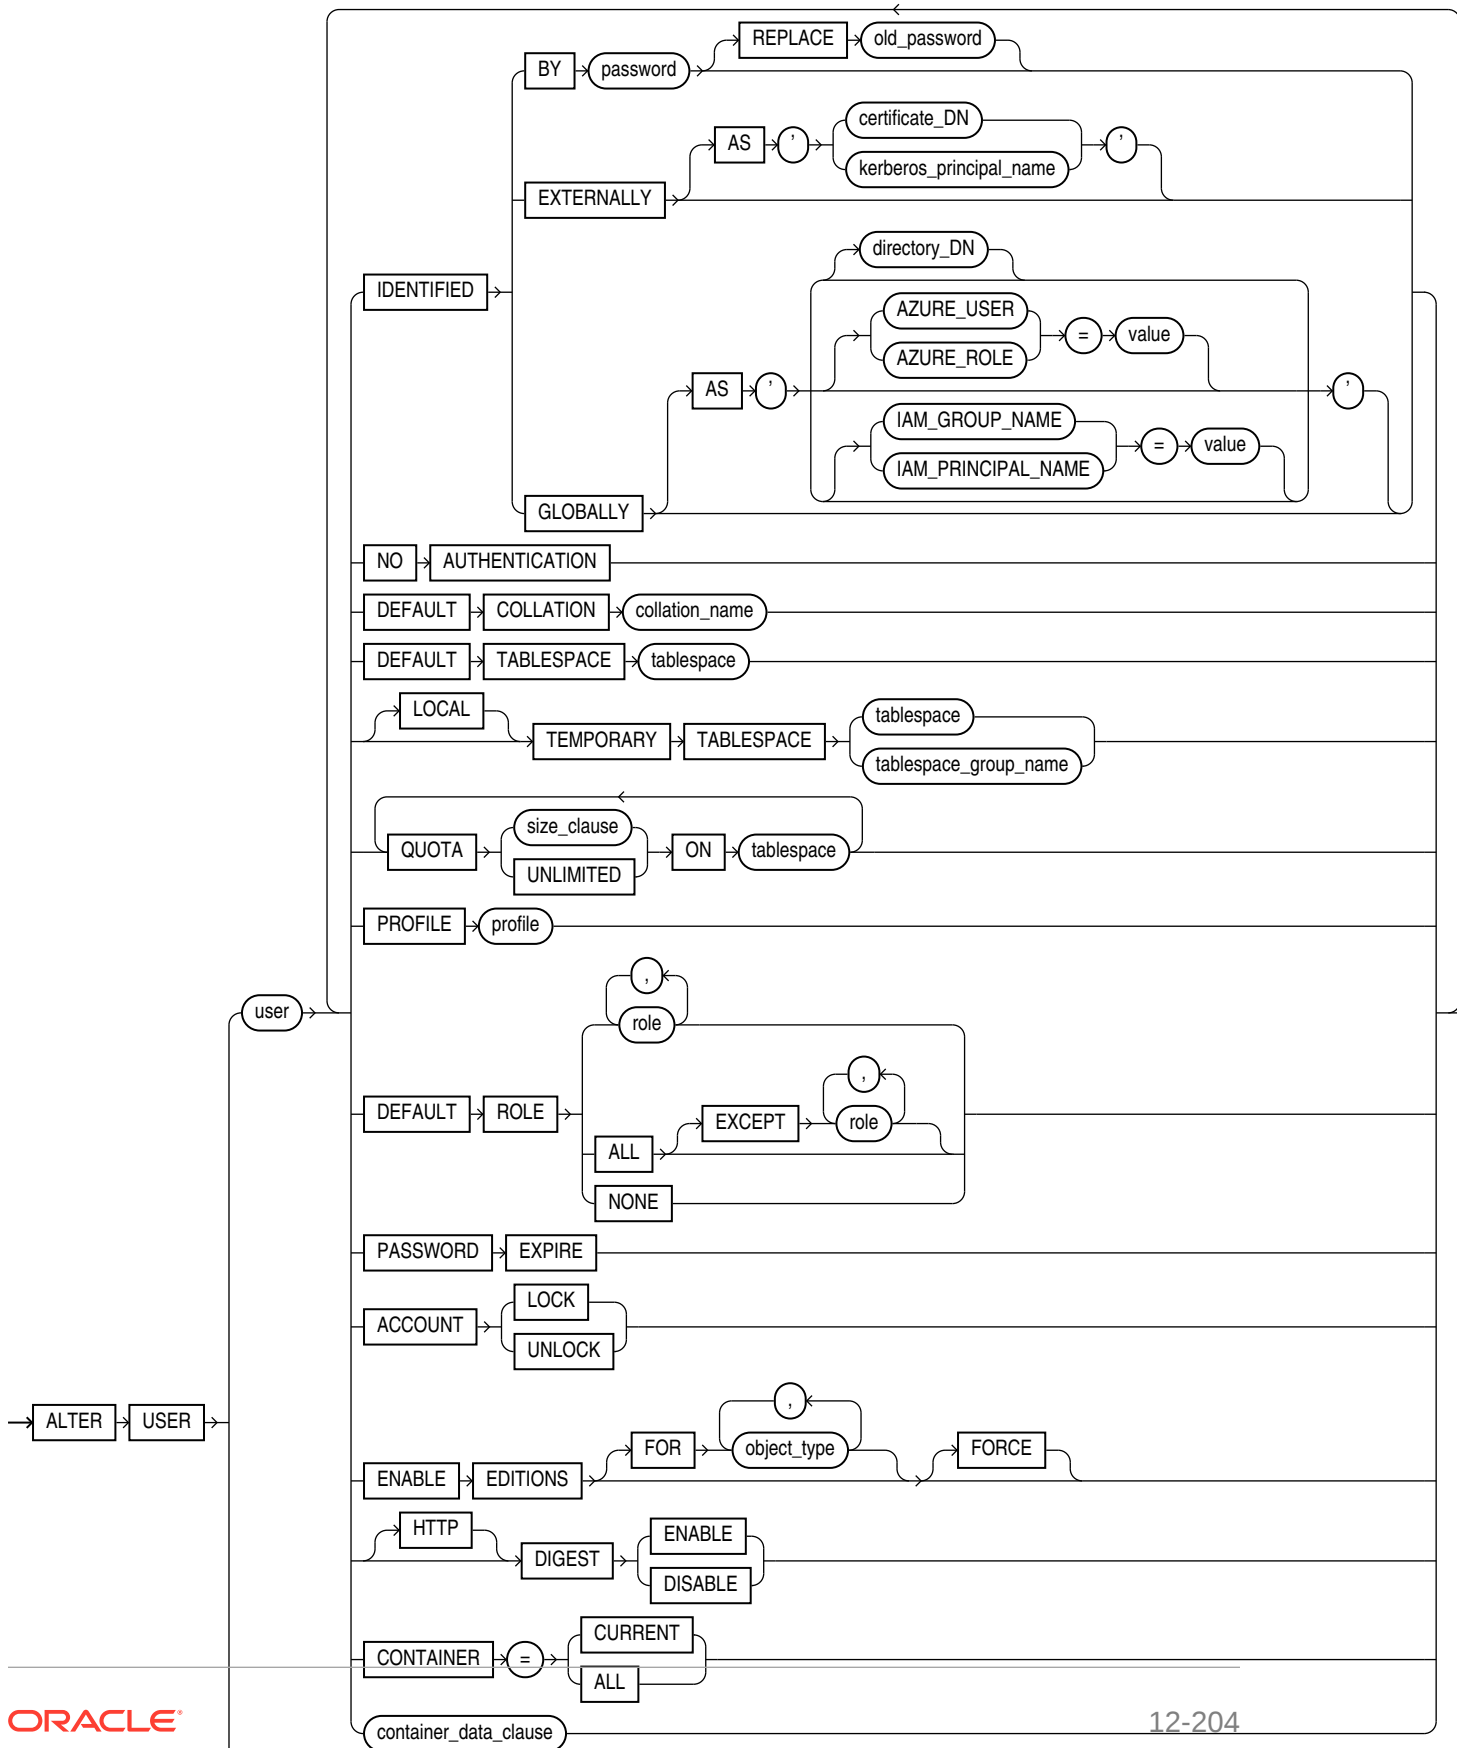 REPLACE old_password
BY password
certificate_DN
AS ' '
kerberos_principal_name
EXTERNALLY
directory_DN
IDENTIFIED
AZURE_USER
= value
AZURE_ROLE
AS ' '
IAM_GROUP_NAME
= value
IAM_PRINCIPAL_NAME
GLOBALLY
NO AUTHENTICATION
DEFAULT COLLATION collation_name
DEFAULT TABLESPACE tablespace
LOCAL
tablespace
TEMPORARY TABLESPACE
tablespace_group_name
size_clause
QUOTA ON tablespace
UNLIMITED
PROFILE profile
,
user
role
,
DEFAULT ROLE
EXCEPT role
ALL
NONE
PASSWORD EXPIRE
LOCK
ACCOUNT
UNLOCK
,
ALTER USER
FOR object_type FORCE
ENABLE EDITIONS
HTTP
ENABLE
DIGEST
DISABLE
CURRENT
CONTAINER =
ALL
ORACLE®
12-204
container_data_clause